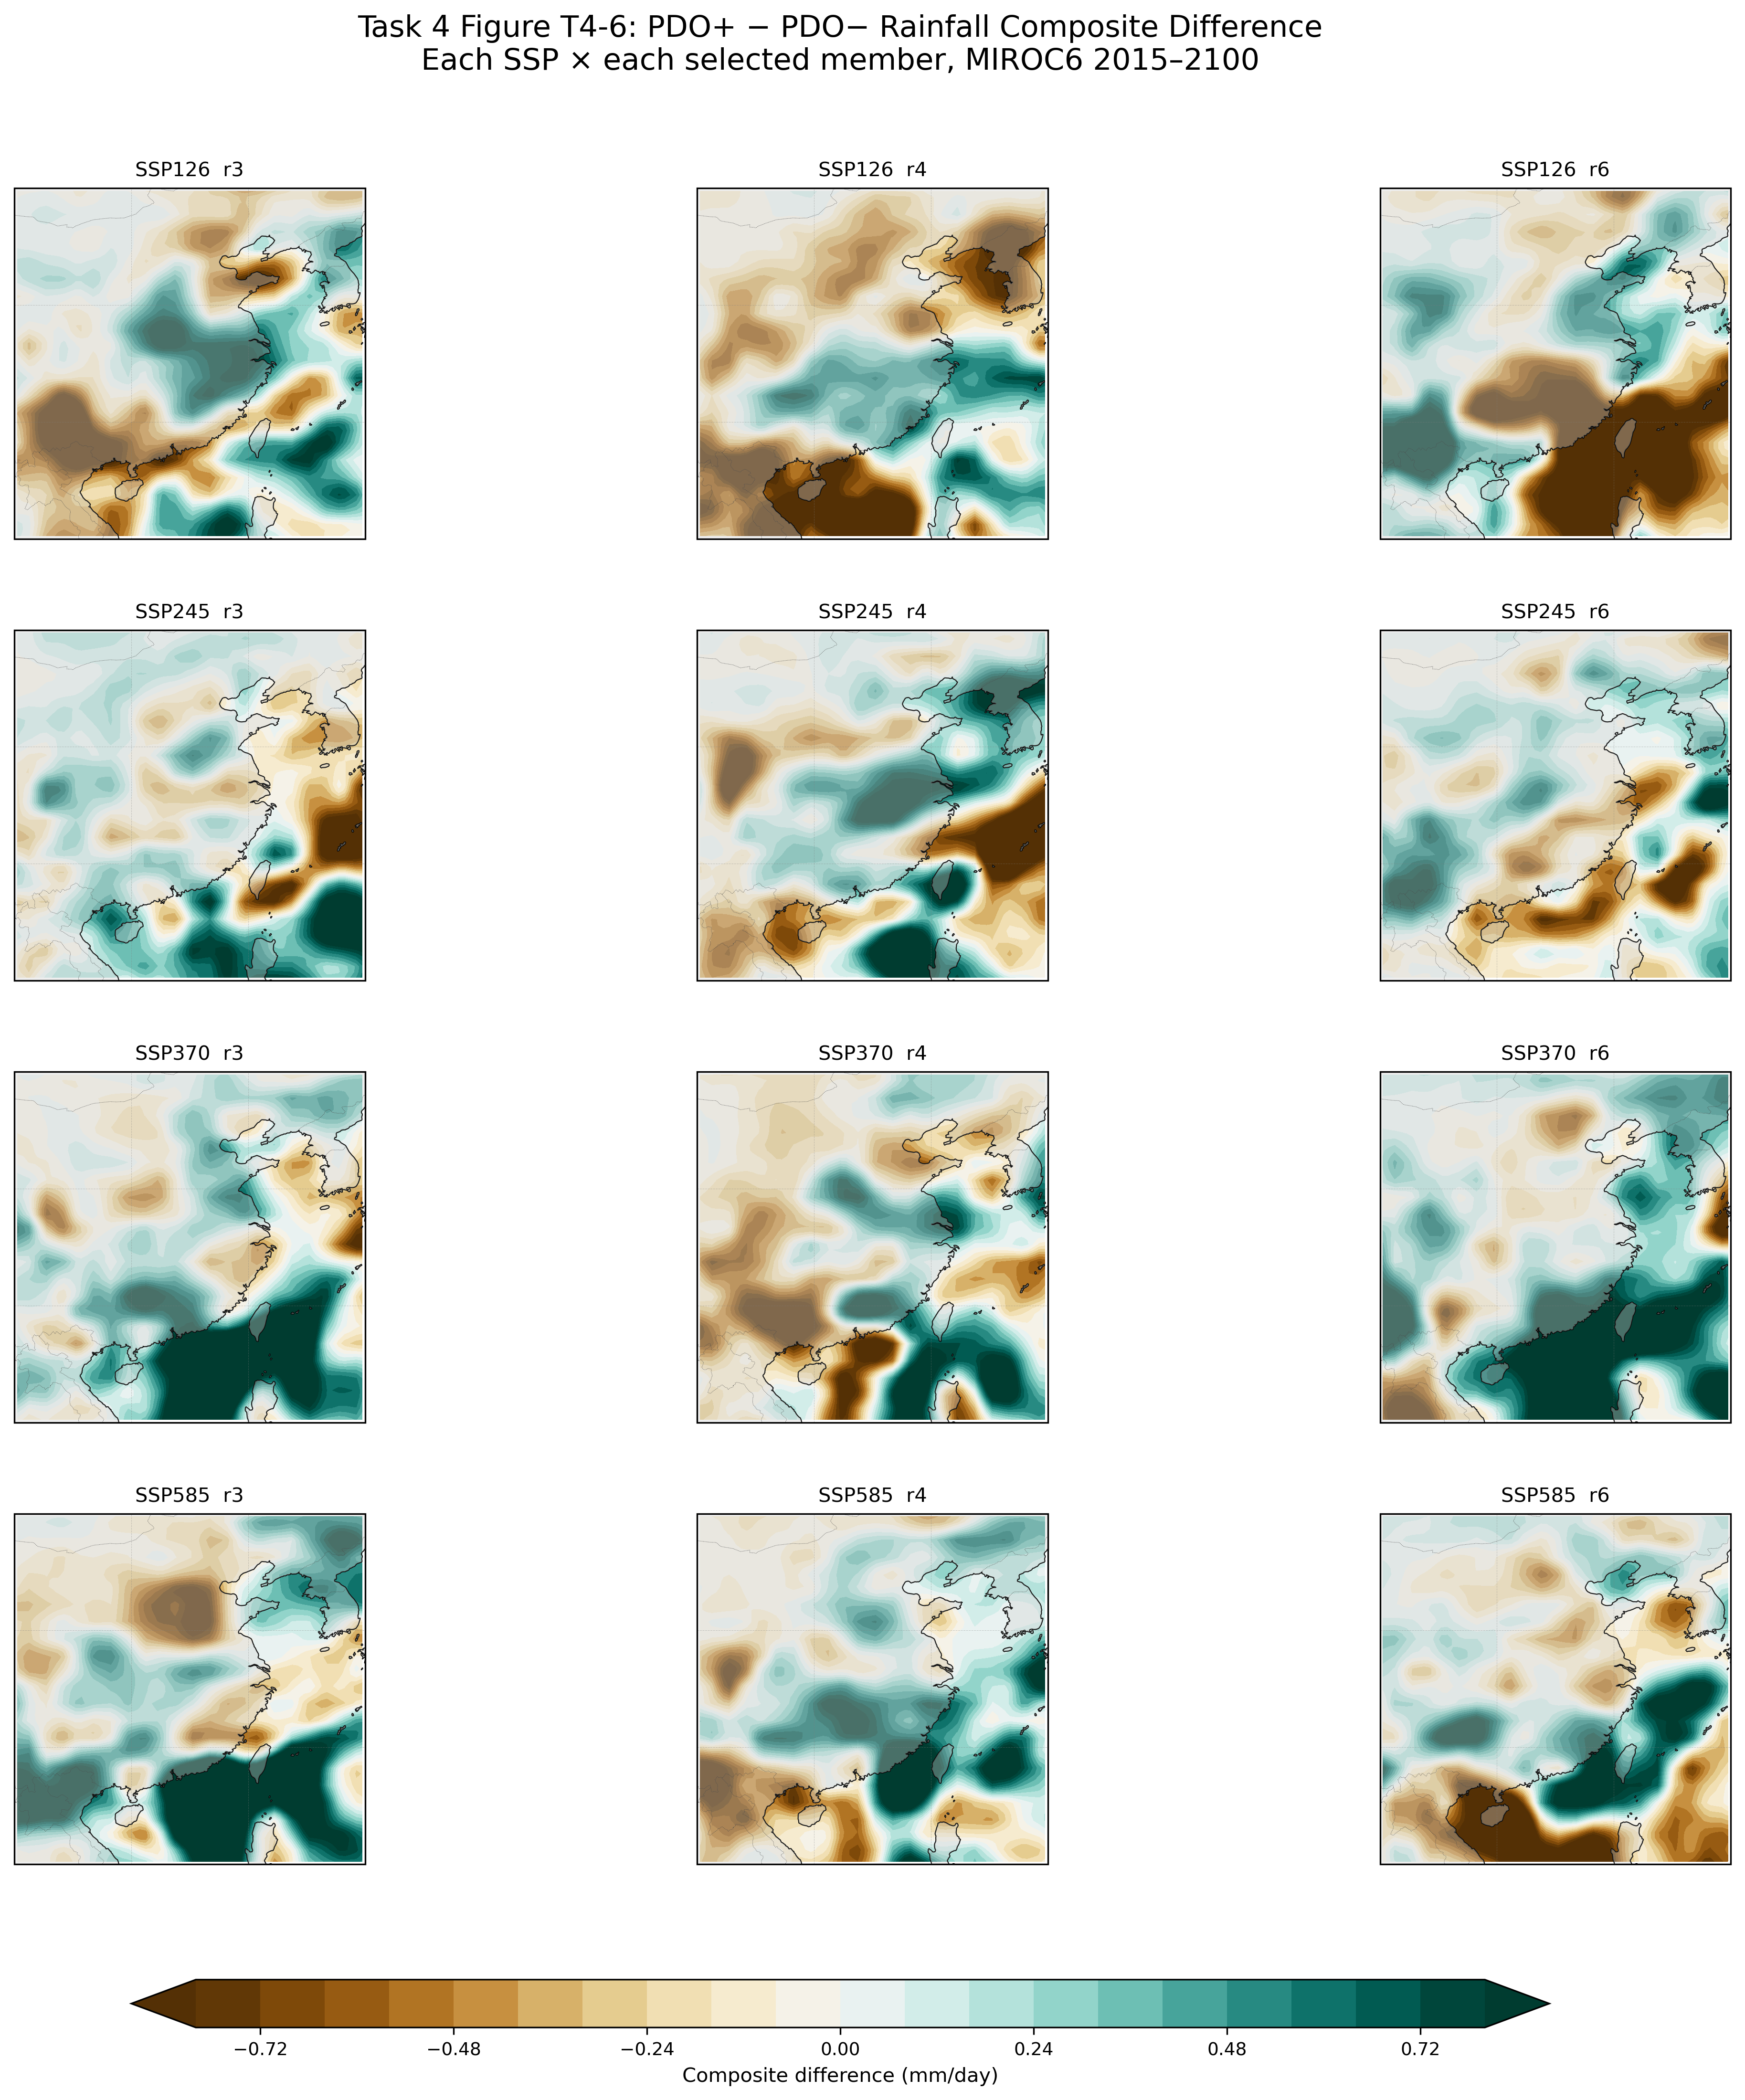 Task 4 Figure T4-6: PDO+ − PDO− Rainfall Composite Difference
Each SSP × each selected member, MIROC6 2015–2100
SSP126  r3
SSP126  r4
SSP126  r6
SSP245  r3
SSP245  r4
SSP245  r6
SSP370  r3
SSP370  r4
SSP370  r6
SSP585  r3
SSP585  r4
SSP585  r6
−0.72
−0.48
−0.24
0.00
0.24
0.48
0.72
Composite difference (mm/day)